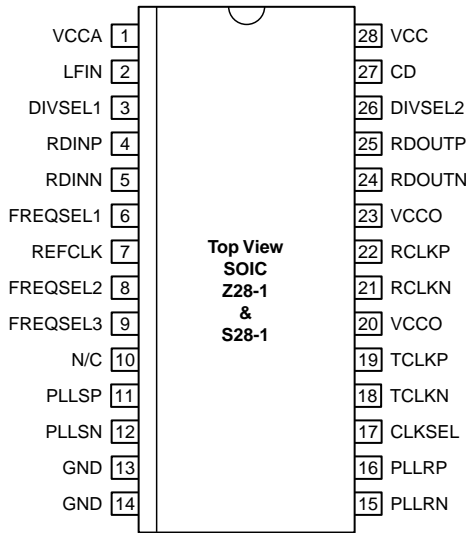 VCCA 1
LFIN 2
DIVSEL1 3
RDINP 4
RDINN 5
FREQSEL1 6
REFCLK 7
FREQSEL2 8
FREQSEL3 9
N/C 10
PLLSP 11
PLLSN 12
GND 13
GND 14
Top View
SOIC
Z28-1
&
S28-1
28 VCC
27 CD
26 DIVSEL2
25 RDOUTP
24 RDOUTN
23 VCCO
22 RCLKP
21 RCLKN
20 VCCO
19 TCLKP
18 TCLKN
17 CLKSEL
16 PLLRP
15 PLLRN